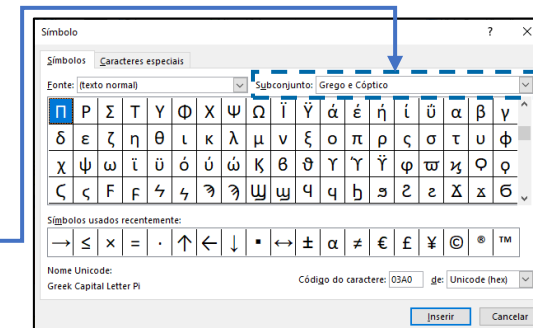 Símbolo ? ×
Símbolos Caracteres especiais
Fonte: (texto normal) Subconjunto: Grego e Cóptico
Π Ρ Σ Τ Υ Φ Χ Ψ Ω Ϊ Ϋ ά έ ή ί ΰ α β γ
δ ε ζ η θ ι κ λ μ ν ξ ο π ρ ς σ τ υ φ
χ ψ ω ϊ ϋ ό ύ ώ Ϗ ϐ ϑ ϒ ϓ ϔ ϕ ϖ ϗ Ϙ ϙ
Ϛ ϛ Ϝ ϝ Ϟ ϟ Ϡ ϡ Ϣ ϣ Ϥ ϥ Ϧ ϧ Ϩ ϩ Ϫ ϫ Ϭ
Símbolos usados recentemente:
→ ≤ × = · ↑ ← ↓ ▪ ↔ ± α ≠ € £ ¥ © ® ™
Nome Unicode:
Greek Capital Letter Pi
Código do caractere: 03A0 de: Unicode (hex)
Inserir Cancelar